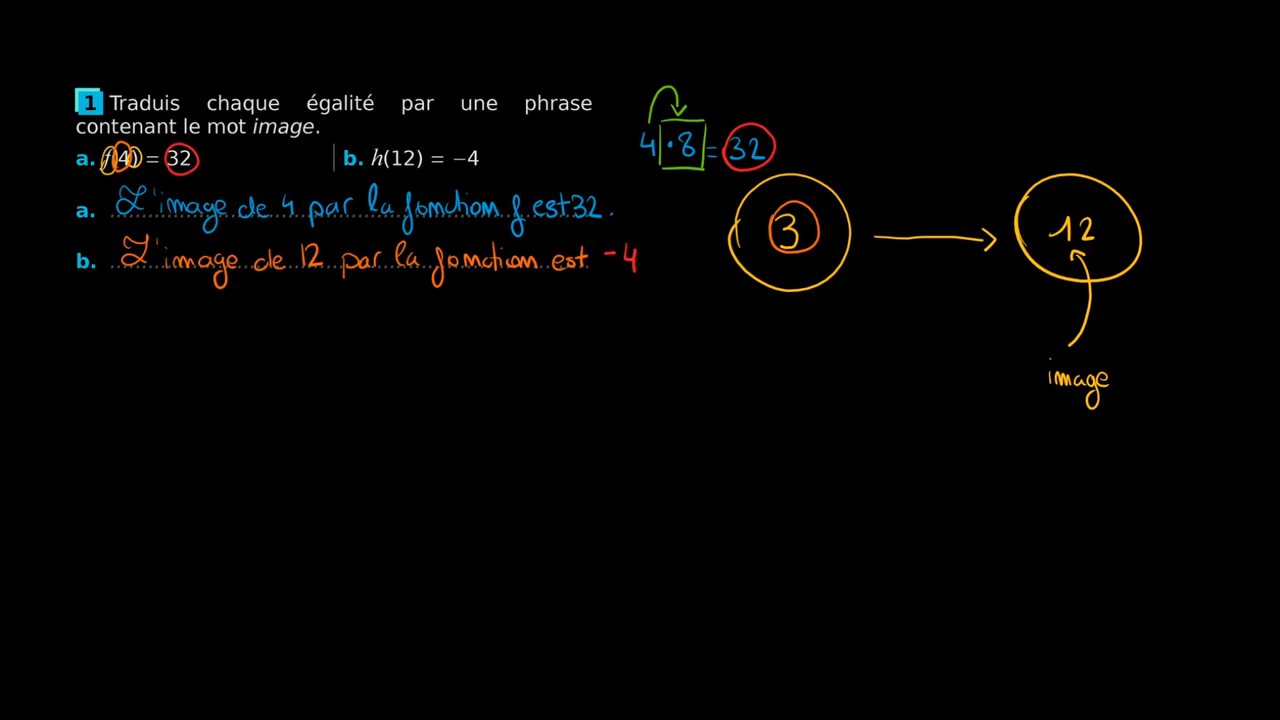 1 Traduis chaque égalité par une phrase
contenant le mot image.
a. f(4) = 32
b. h(12) = −4
a. L'image de 4 par la fonction f est 32.
b. L'image de 12 par la fonction est -4
4 · 8 = 32
3
12
image